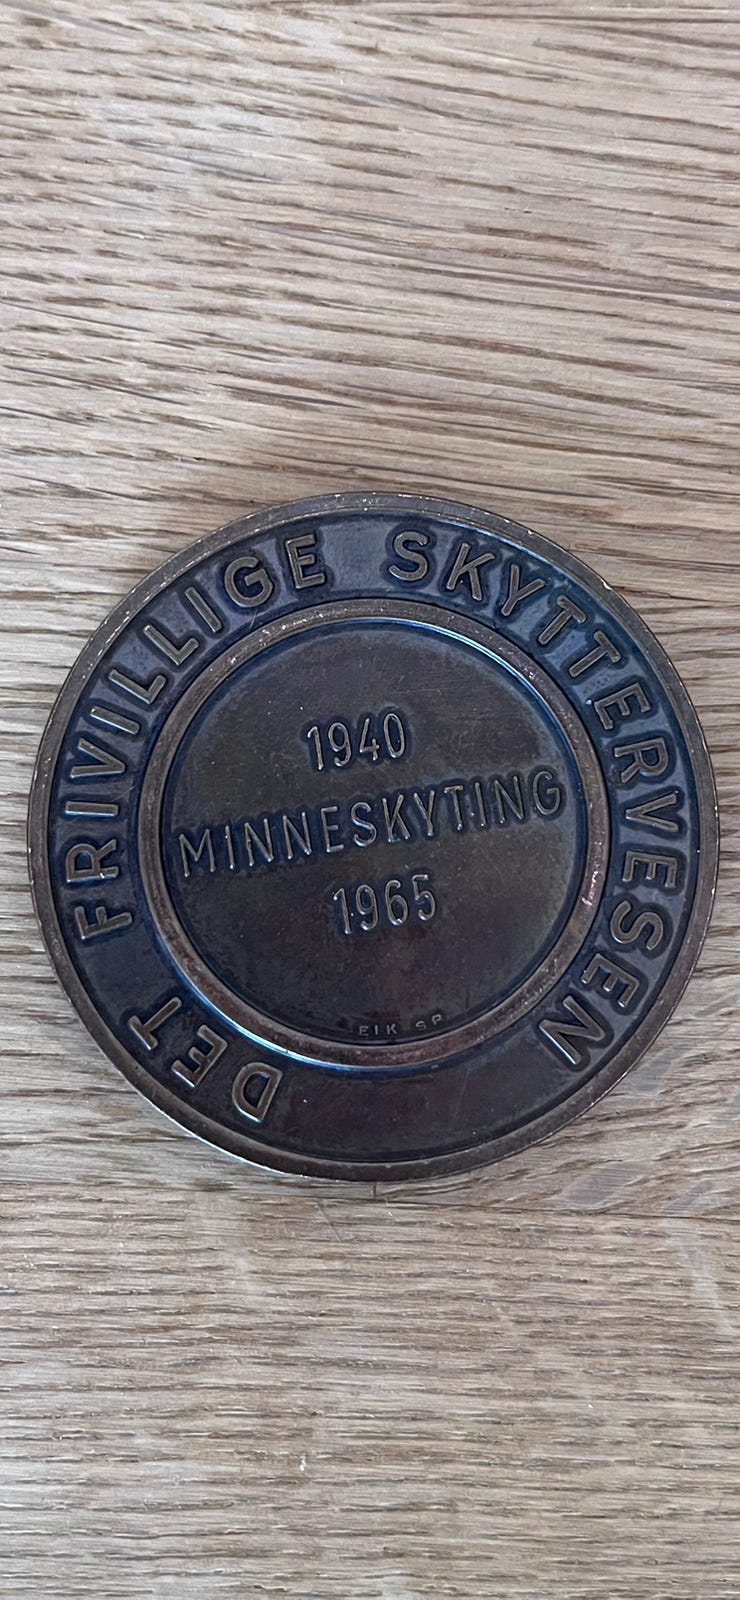 DET FRIVILLIGE SKYTTERVESEN
1940
MINNESKYTING
1965
EIK SP